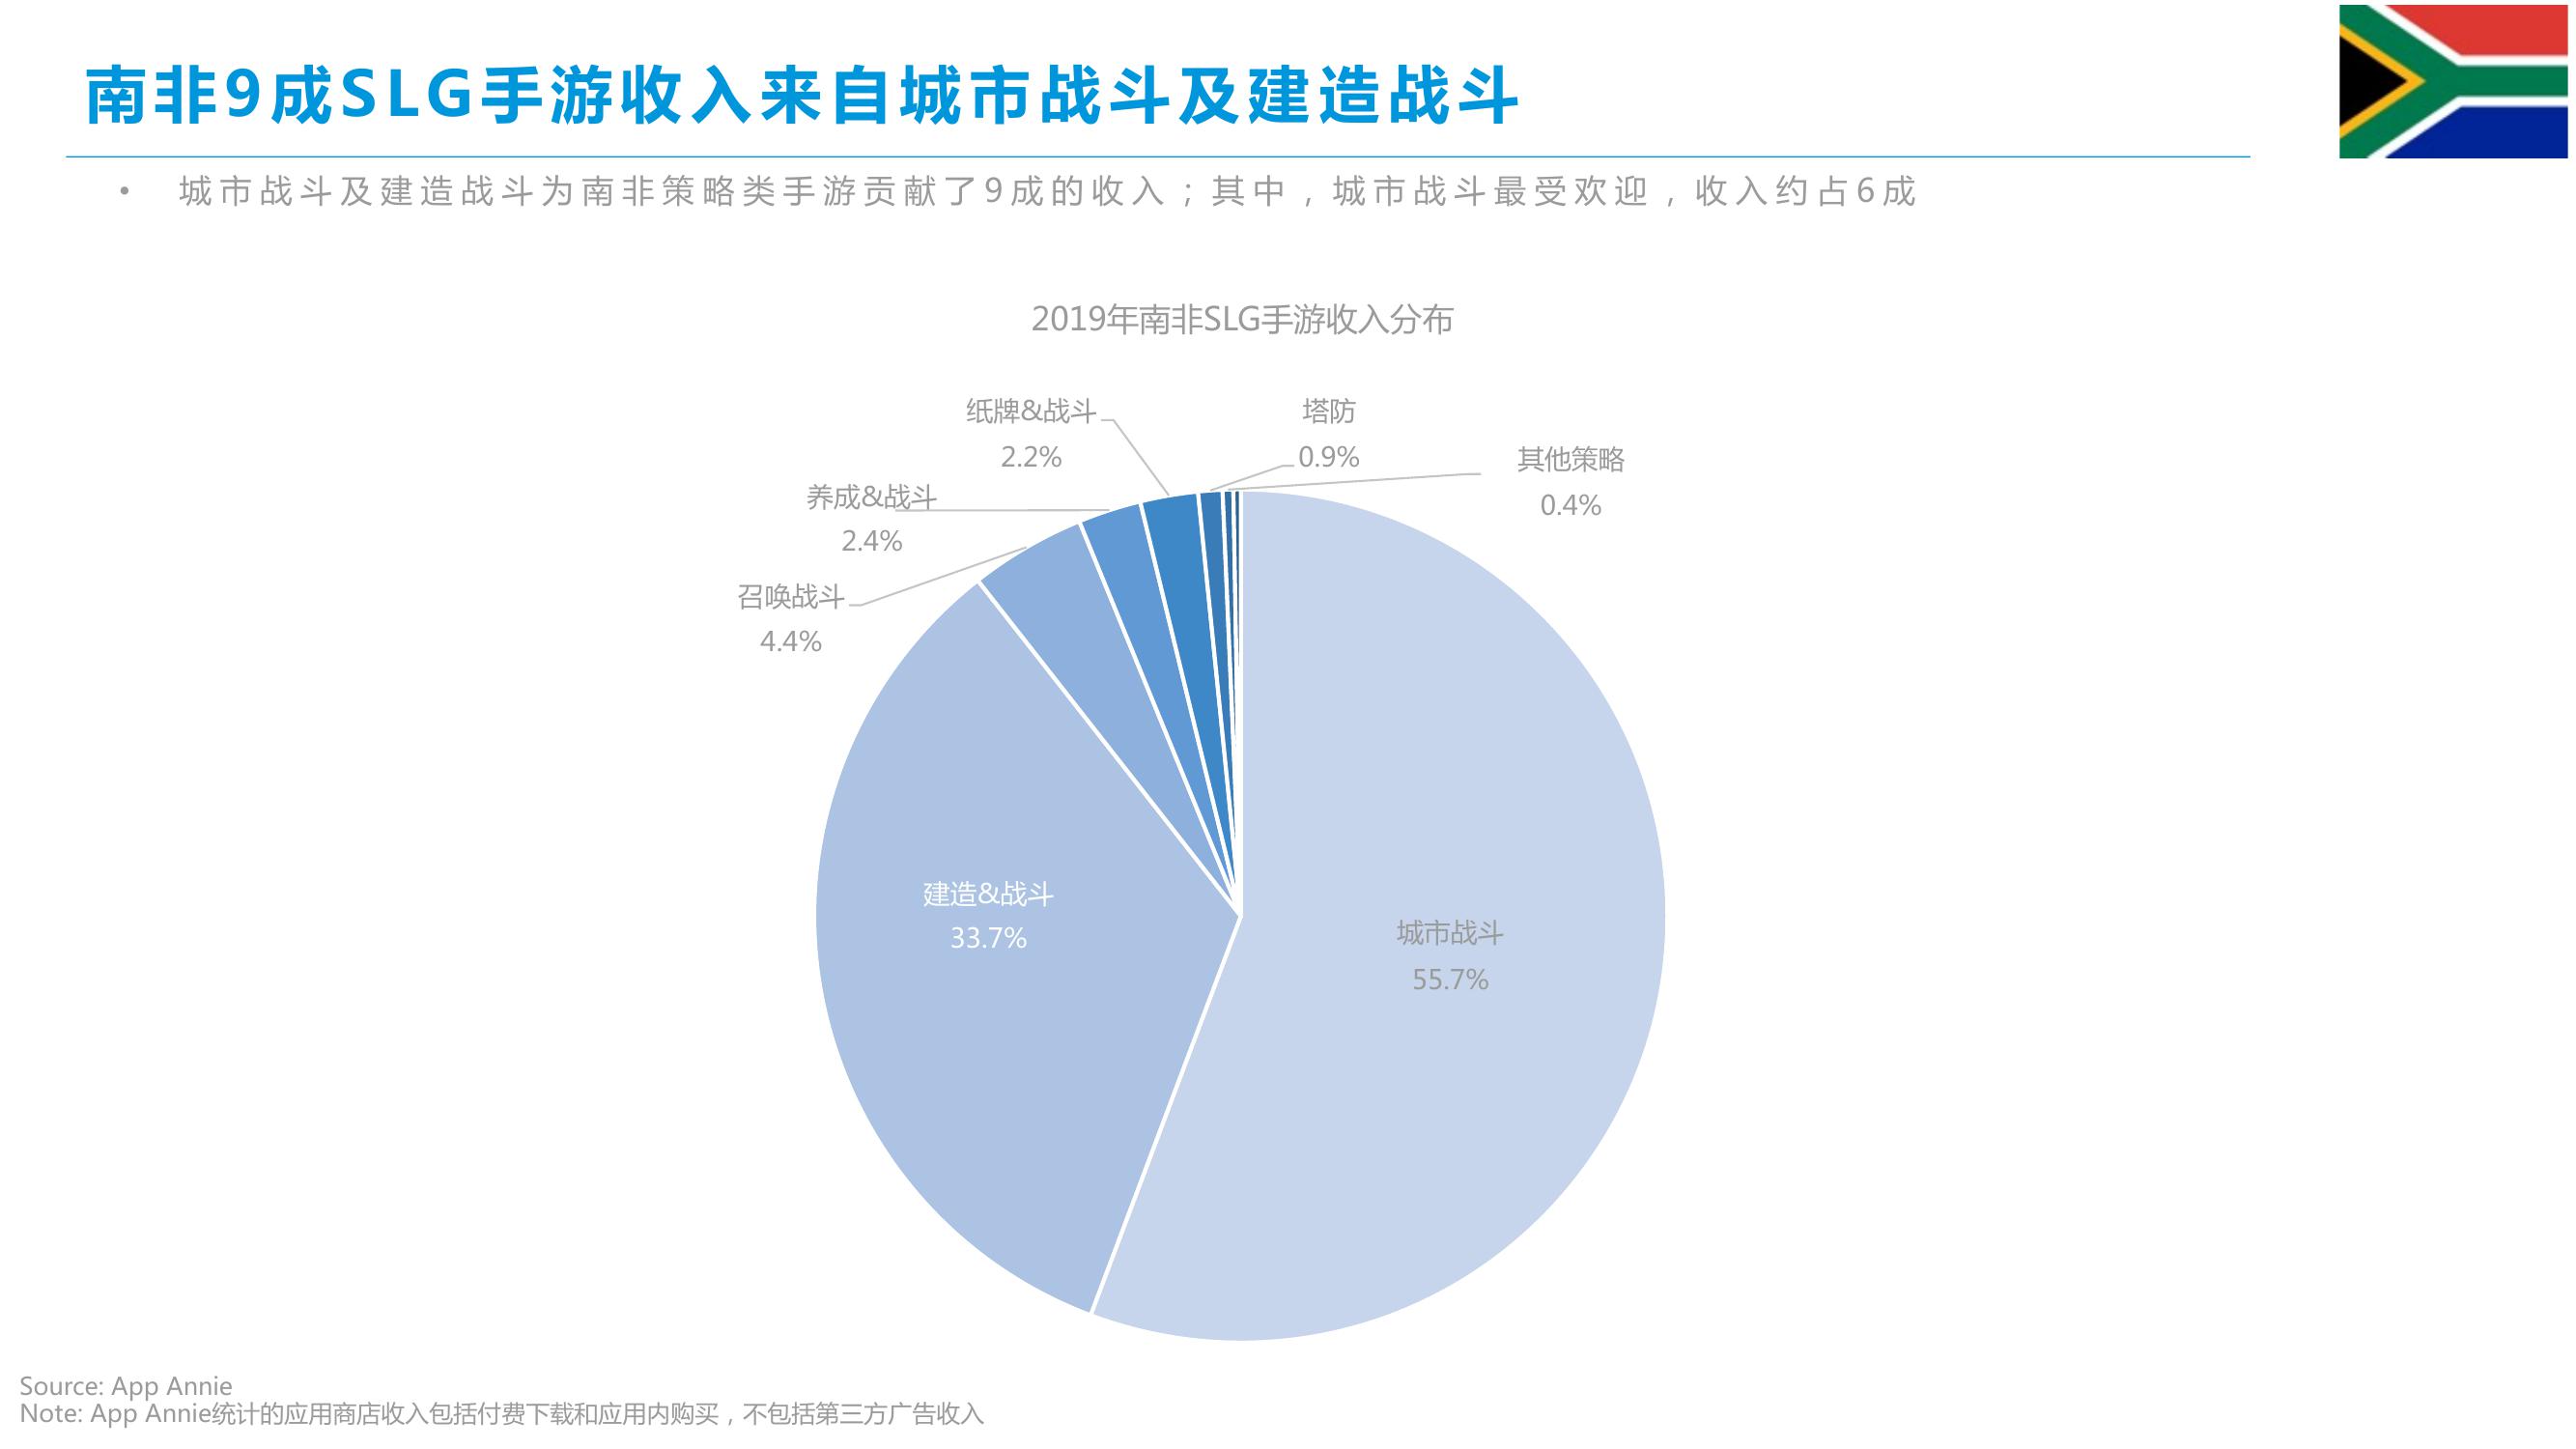 南非9成SLG手游收入来自城市战斗及建造战斗
• 城市战斗及建造战斗为南非策略类手游贡献了9成的收入；其中，城市战斗最受欢迎，收入约占6成
2019年南非SLG手游收入分布
纸牌&战斗
2.2%
塔防
0.9%
其他策略
0.4%
养成&战斗
2.4%
召唤战斗
4.4%
建造&战斗
33.7%
城市战斗
55.7%
Source: App Annie
Note: App Annie统计的应用商店收入包括付费下载和应用内购买，不包括第三方广告收入